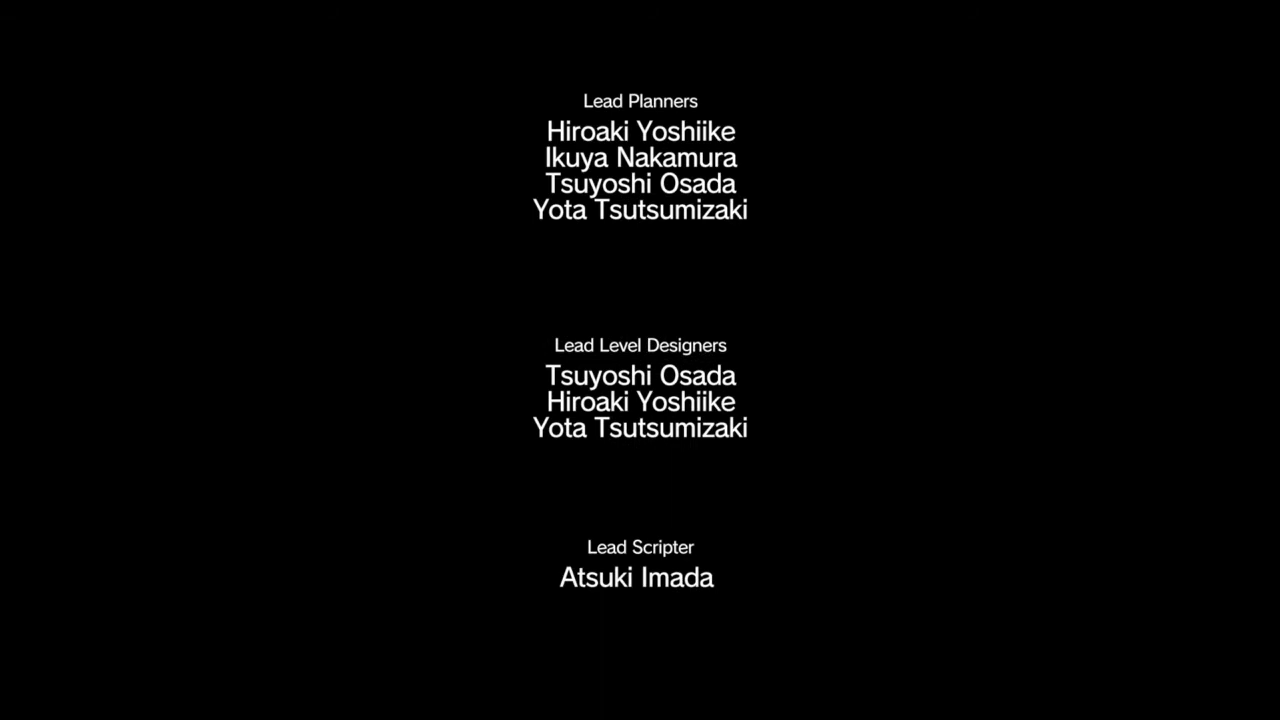 Lead Planners
Hiroaki Yoshiike
Ikuya Nakamura
Tsuyoshi Osada
Yota Tsutsumizaki
Lead Level Designers
Tsuyoshi Osada
Hiroaki Yoshiike
Yota Tsutsumizaki
Lead Scripter
Atsuki Imada